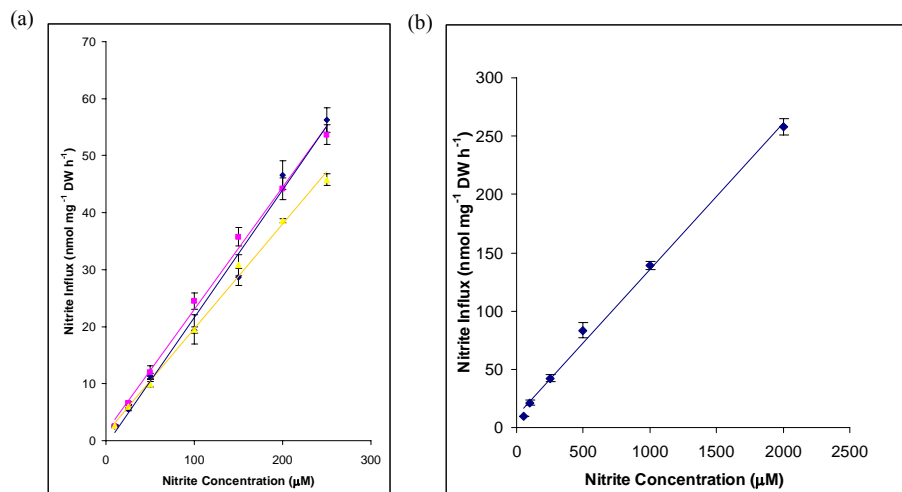 (a)
70
60
50
40
30
20
10
0
Nitrite Influx (nmol mg⁻¹ DW h⁻¹)
0 100 200 300
Nitrite Concentration (µM)
(b)
300
250
200
150
100
50
0
Nitrite Influx (nmol mg⁻¹ DW h⁻¹)
0 500 1000 1500 2000 2500
Nitrite Concentration (µM)